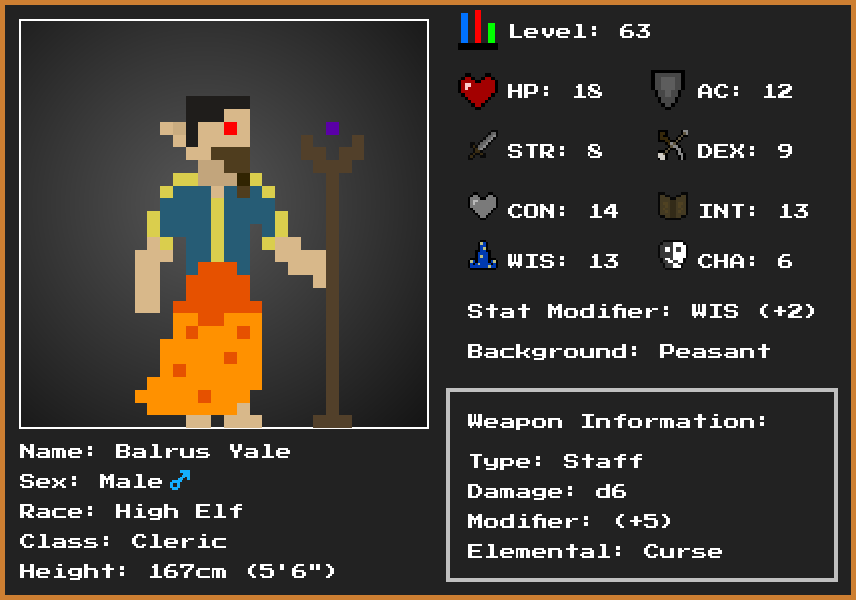 Level: 63
HP: 18
AC: 12
STR: 8
DEX: 9
CON: 14
INT: 13
WIS: 13
CHA: 6
Stat Modifier: WIS (+2)
Background: Peasant
Weapon Information:
Type: Staff
Damage: d6
Modifier: (+5)
Elemental: Curse
Name: Balrus Yale
Sex: Male♂
Race: High Elf
Class: Cleric
Height: 167cm (5'6")